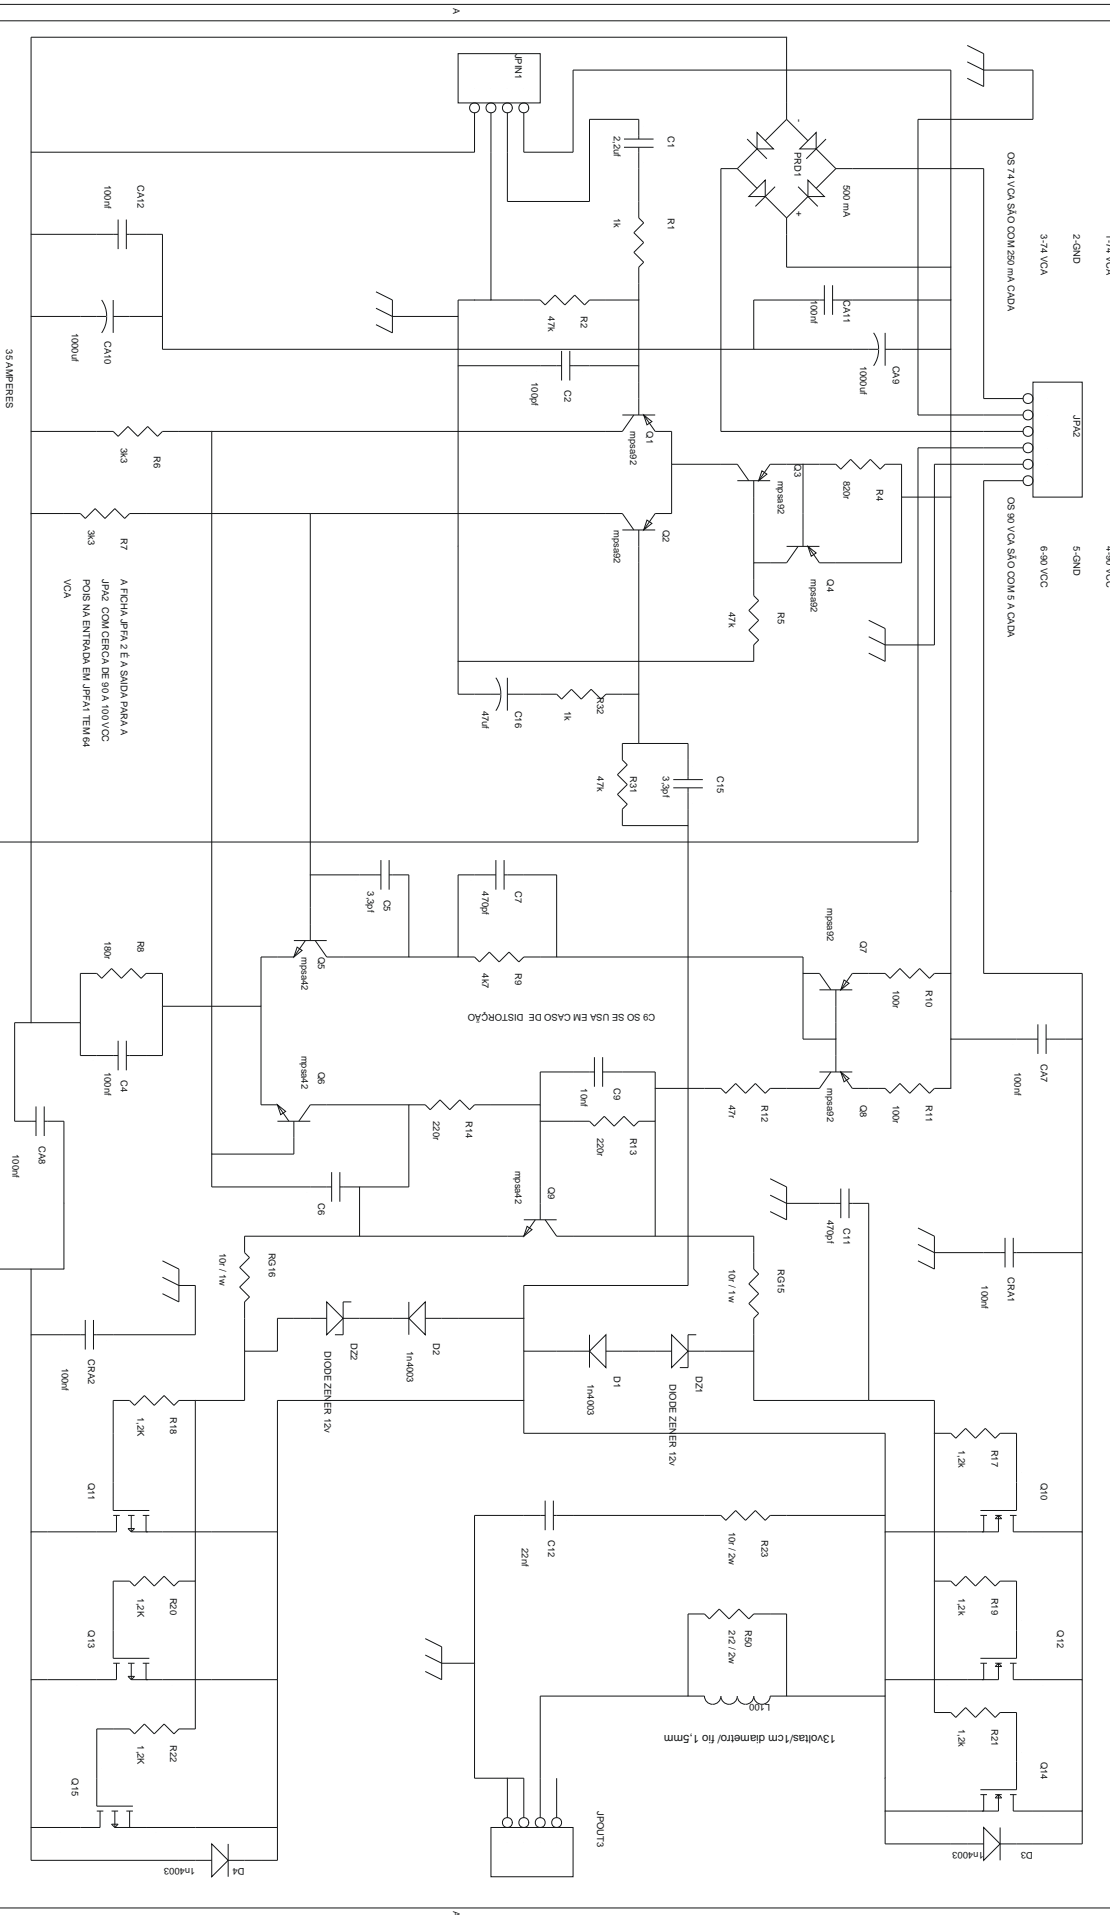 A
JPIN1
C1
2,2uf
R1
1k
PRD1
-
+
500 mA
OS 74 VCA SÃO COM 250 mA CADA
1-74 VCA
2-GND
3-74 VCA
CA12
100nf
CA10
1000uf
R2
47k
C2
100pf
CA11
100nf
CA9
1000uf
JPA2
4-90 VCC
5-GND
6-90 VCC
OS 90 VCA SÃO COM 5 A CADA
35 AMPERES
R6
3k3
R7
3k3
Q1
mpsa92
Q2
mpsa92
Q3
mpsa92
R4
820r
Q4
mpsa92
R5
47k
A FICHA JPFA 2 É A SAIDA PARA A
JPA2 COM CERCA DE 90 A 100 VCC
POIS NA ENTRADA EM JPFA1 TEM 64
VCA
C16
47uf
R32
1k
R31
47k
C15
3,3pf
C5
3,3pf
C7
470pf
R9
4k7
Q5
mpsa42
R8
180r
C4
100nf
CA8
100nf
Q6
mpsa42
C9 SO SE USA EM CASO DE DISTORÇÃO
Q7
mpsa92
R10
100r
Q8
mpsa92
R11
100r
CA7
100nf
R12
47r
R13
220r
C9
10nf
R14
220r
C6
Q9
mpsa42
C11
470pf
CRA1
100nf
RG16
10r / 1w
RG15
10r / 1w
CRA2
100nf
DZ2
DIODE ZENER 12v
D2
1n4003
D1
1n4003
DZ1
DIODE ZENER 12v
R18
1,2K
Q11
R17
1,2k
Q10
C12
22nf
R23
10r / 2w
R20
1,2K
Q13
R19
1,2k
Q12
R50
2r2 / 2w
L100
13voltas/1cm diametro/ fio 1,5mm
R22
1,2K
Q15
R21
1,2k
Q14
JPOUT3
D4
1n4003
D3
1n4003
A